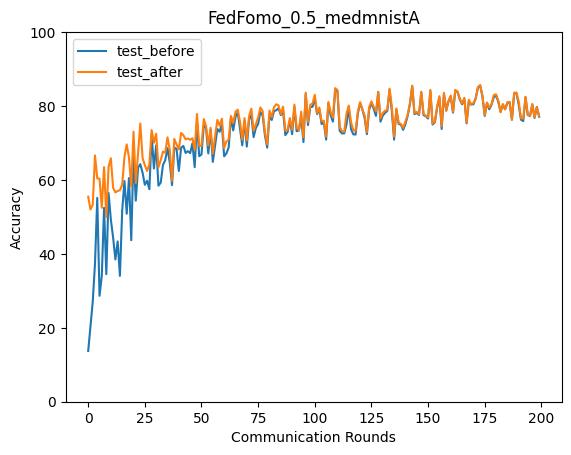 FedFomo_0.5_medmnistA
test_before
test_after
100
80
60
40
20
0
Accuracy
0 25 50 75 100 125 150 175 200
Communication Rounds